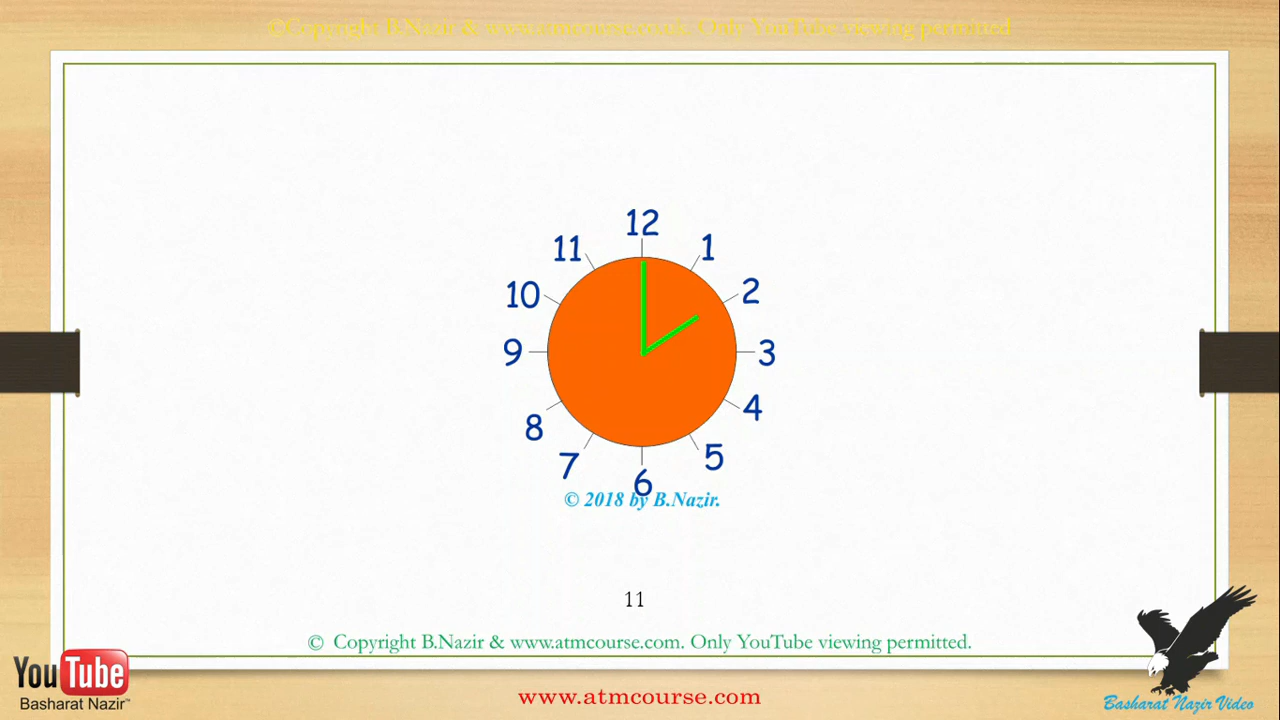 ©Copyright B.Nazir & www.atmcourse.co.uk. Only YouTube viewing permitted
12
11
1
10
2
9
3
8
4
7
5
6
© 2018 by B.Nazir.
11
© Copyright B.Nazir & www.atmcourse.com. Only YouTube viewing permitted.
YouTube
Basharat Nazir™
www.atmcourse.com
Basharat Nazir Video